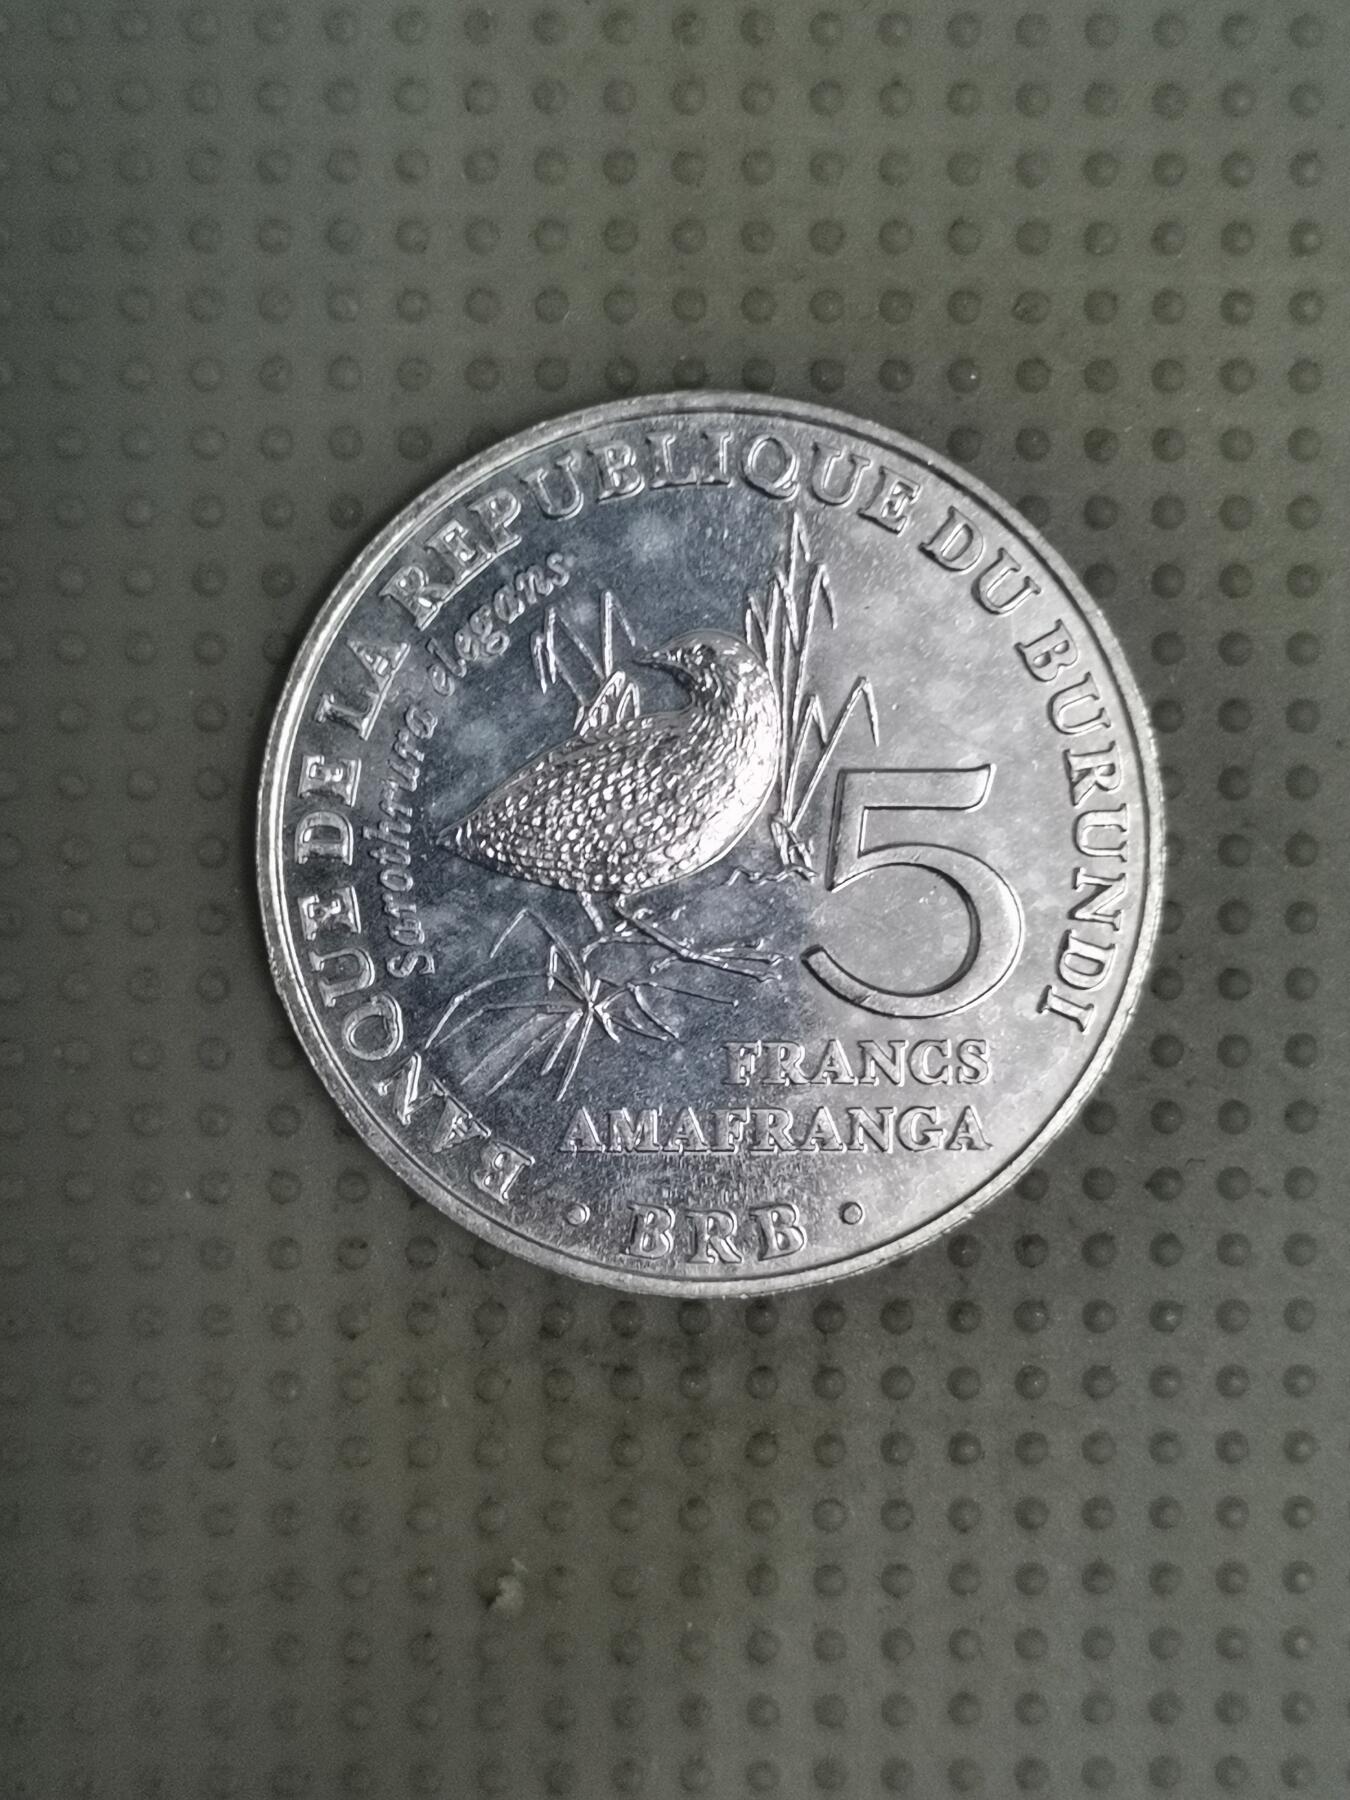 BANQUE DE LA REPUBLIQUE DU BURUNDI
Sarothrura elegans
5
FRANCS
AMAFRANGA
• BRB •